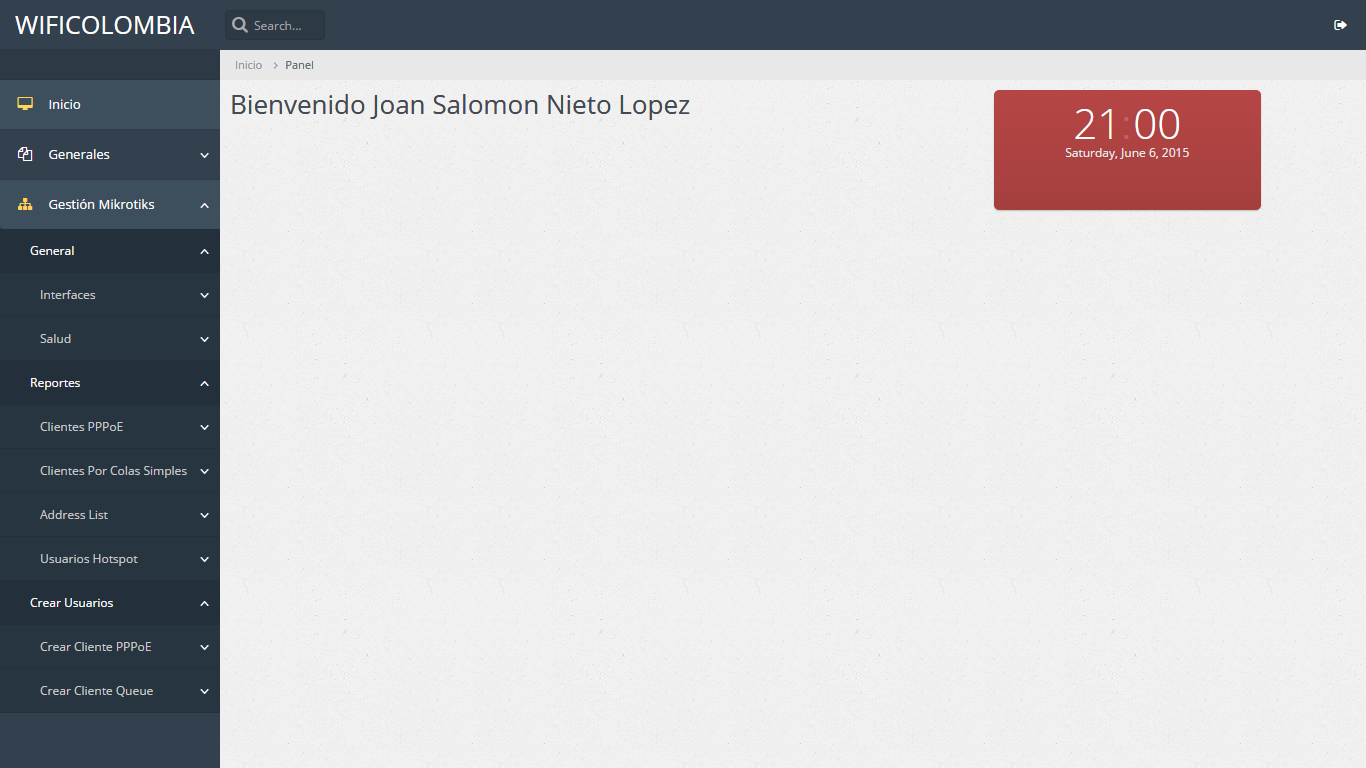 WIFICOLOMBIA
Search...
Inicio
Generales
Gestión Mikrotiks
General
Interfaces
Salud
Reportes
Clientes PPPoE
Clientes Por Colas Simples
Address List
Usuarios Hotspot
Crear Usuarios
Crear Cliente PPPoE
Crear Cliente Queue
Inicio > Panel
Bienvenido Joan Salomon Nieto Lopez
21:00
Saturday, June 6, 2015